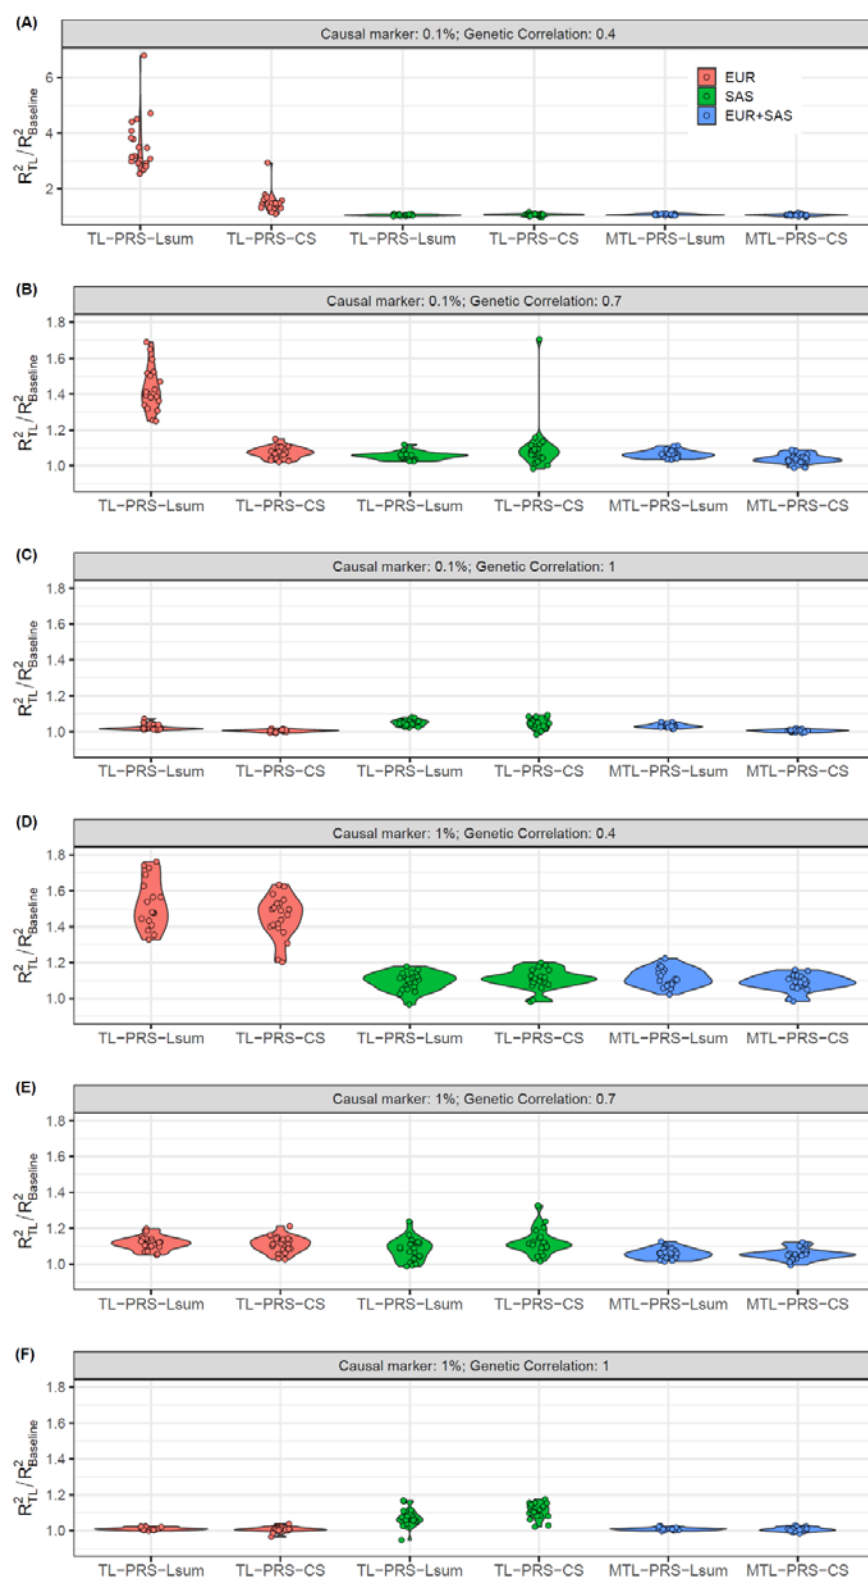 (A)
Causal marker: 0.1%; Genetic Correlation: 0.4
EUR
SAS
EUR+SAS
6
4
2
R²TL/R²Baseline
TL-PRS-Lsum TL-PRS-CS TL-PRS-Lsum TL-PRS-CS MTL-PRS-Lsum MTL-PRS-CS
(B)
Causal marker: 0.1%; Genetic Correlation: 0.7
1.8
1.6
1.4
1.2
1.0
R²TL/R²Baseline
TL-PRS-Lsum TL-PRS-CS TL-PRS-Lsum TL-PRS-CS MTL-PRS-Lsum MTL-PRS-CS
(C)
Causal marker: 0.1%; Genetic Correlation: 1
1.8
1.6
1.4
1.2
1.0
R²TL/R²Baseline
TL-PRS-Lsum TL-PRS-CS TL-PRS-Lsum TL-PRS-CS MTL-PRS-Lsum MTL-PRS-CS
(D)
Causal marker: 1%; Genetic Correlation: 0.4
1.8
1.6
1.4
1.2
1.0
R²TL/R²Baseline
TL-PRS-Lsum TL-PRS-CS TL-PRS-Lsum TL-PRS-CS MTL-PRS-Lsum MTL-PRS-CS
(E)
Causal marker: 1%; Genetic Correlation: 0.7
1.8
1.6
1.4
1.2
1.0
R²TL/R²Baseline
TL-PRS-Lsum TL-PRS-CS TL-PRS-Lsum TL-PRS-CS MTL-PRS-Lsum MTL-PRS-CS
(F)
Causal marker: 1%; Genetic Correlation: 1
1.8
1.6
1.4
1.2
1.0
R²TL/R²Baseline
TL-PRS-Lsum TL-PRS-CS TL-PRS-Lsum TL-PRS-CS MTL-PRS-Lsum MTL-PRS-CS